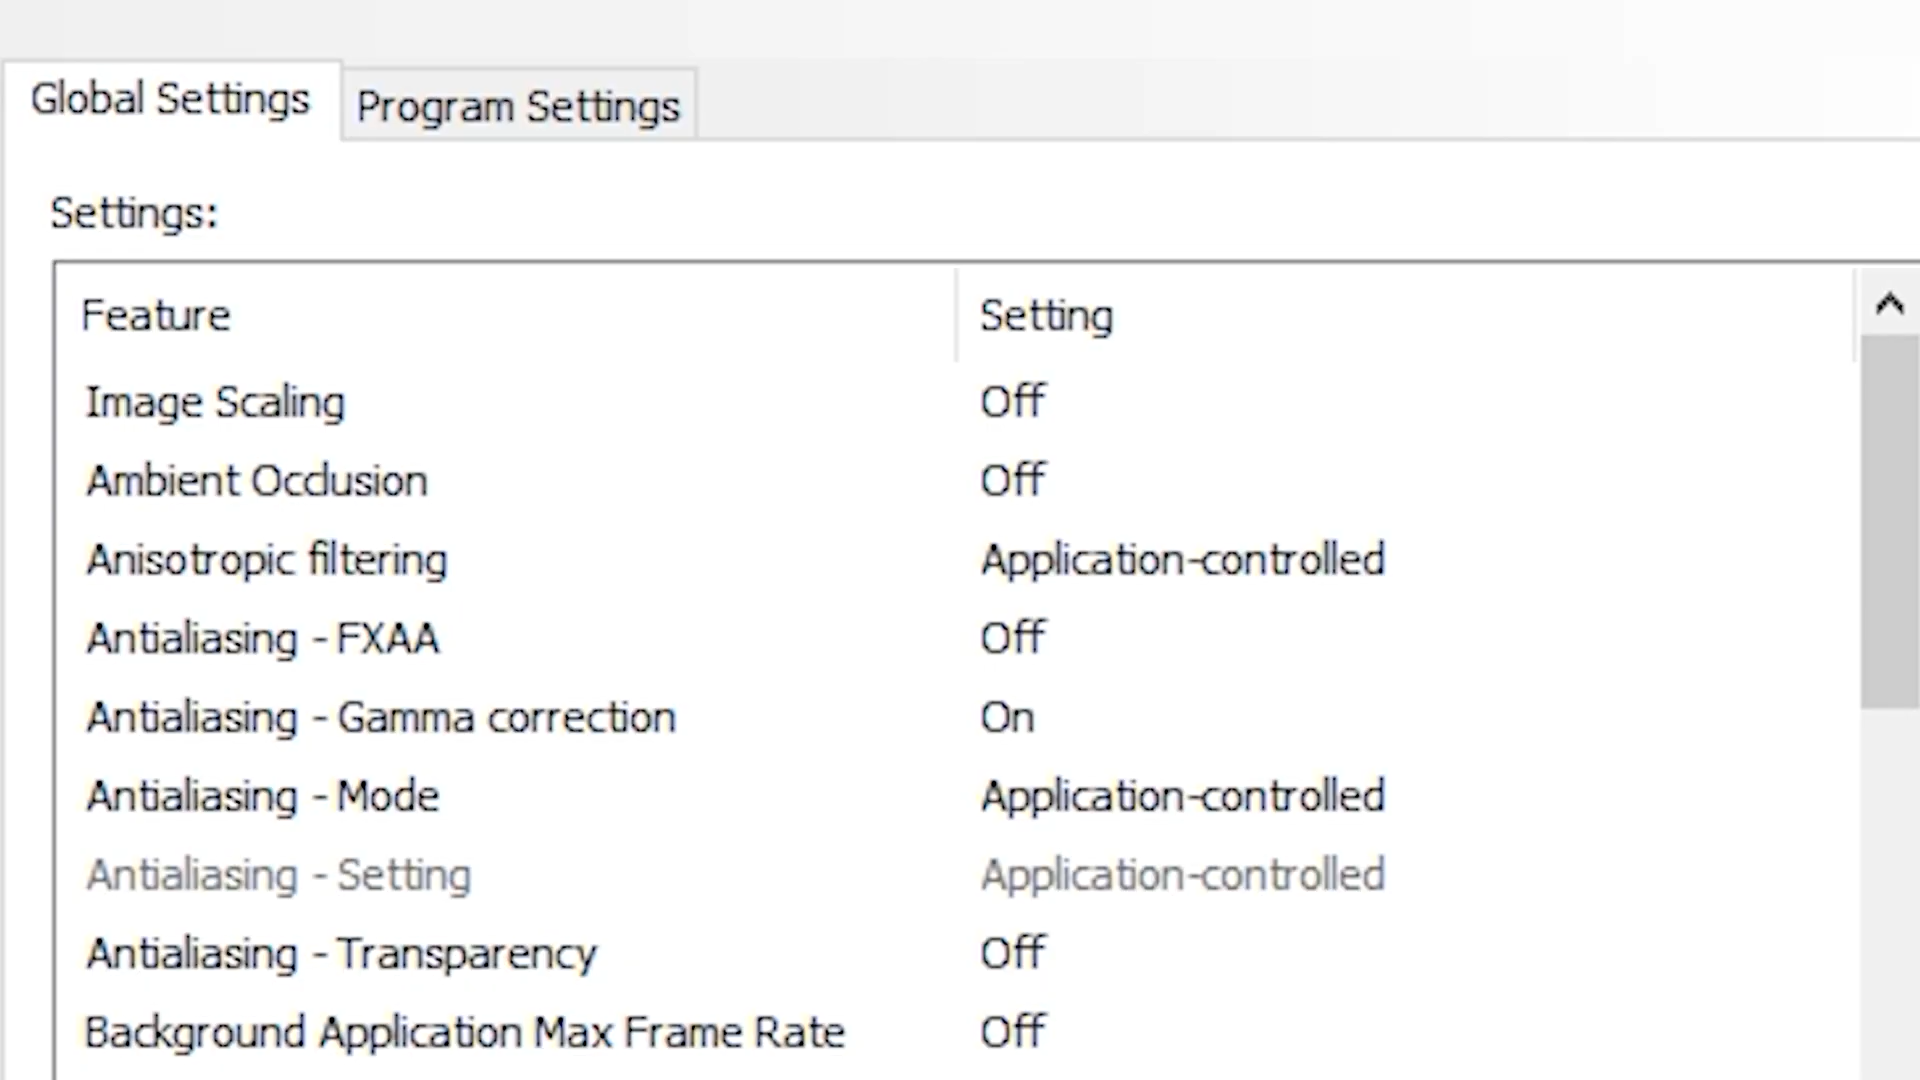 Global Settings Program Settings
Settings:
Feature Setting
Image Scaling Off
Ambient Occlusion Off
Anisotropic filtering Application-controlled
Antialiasing - FXAA Off
Antialiasing - Gamma correction On
Antialiasing - Mode Application-controlled
Antialiasing - Setting Application-controlled
Antialiasing - Transparency Off
Background Application Max Frame Rate Off